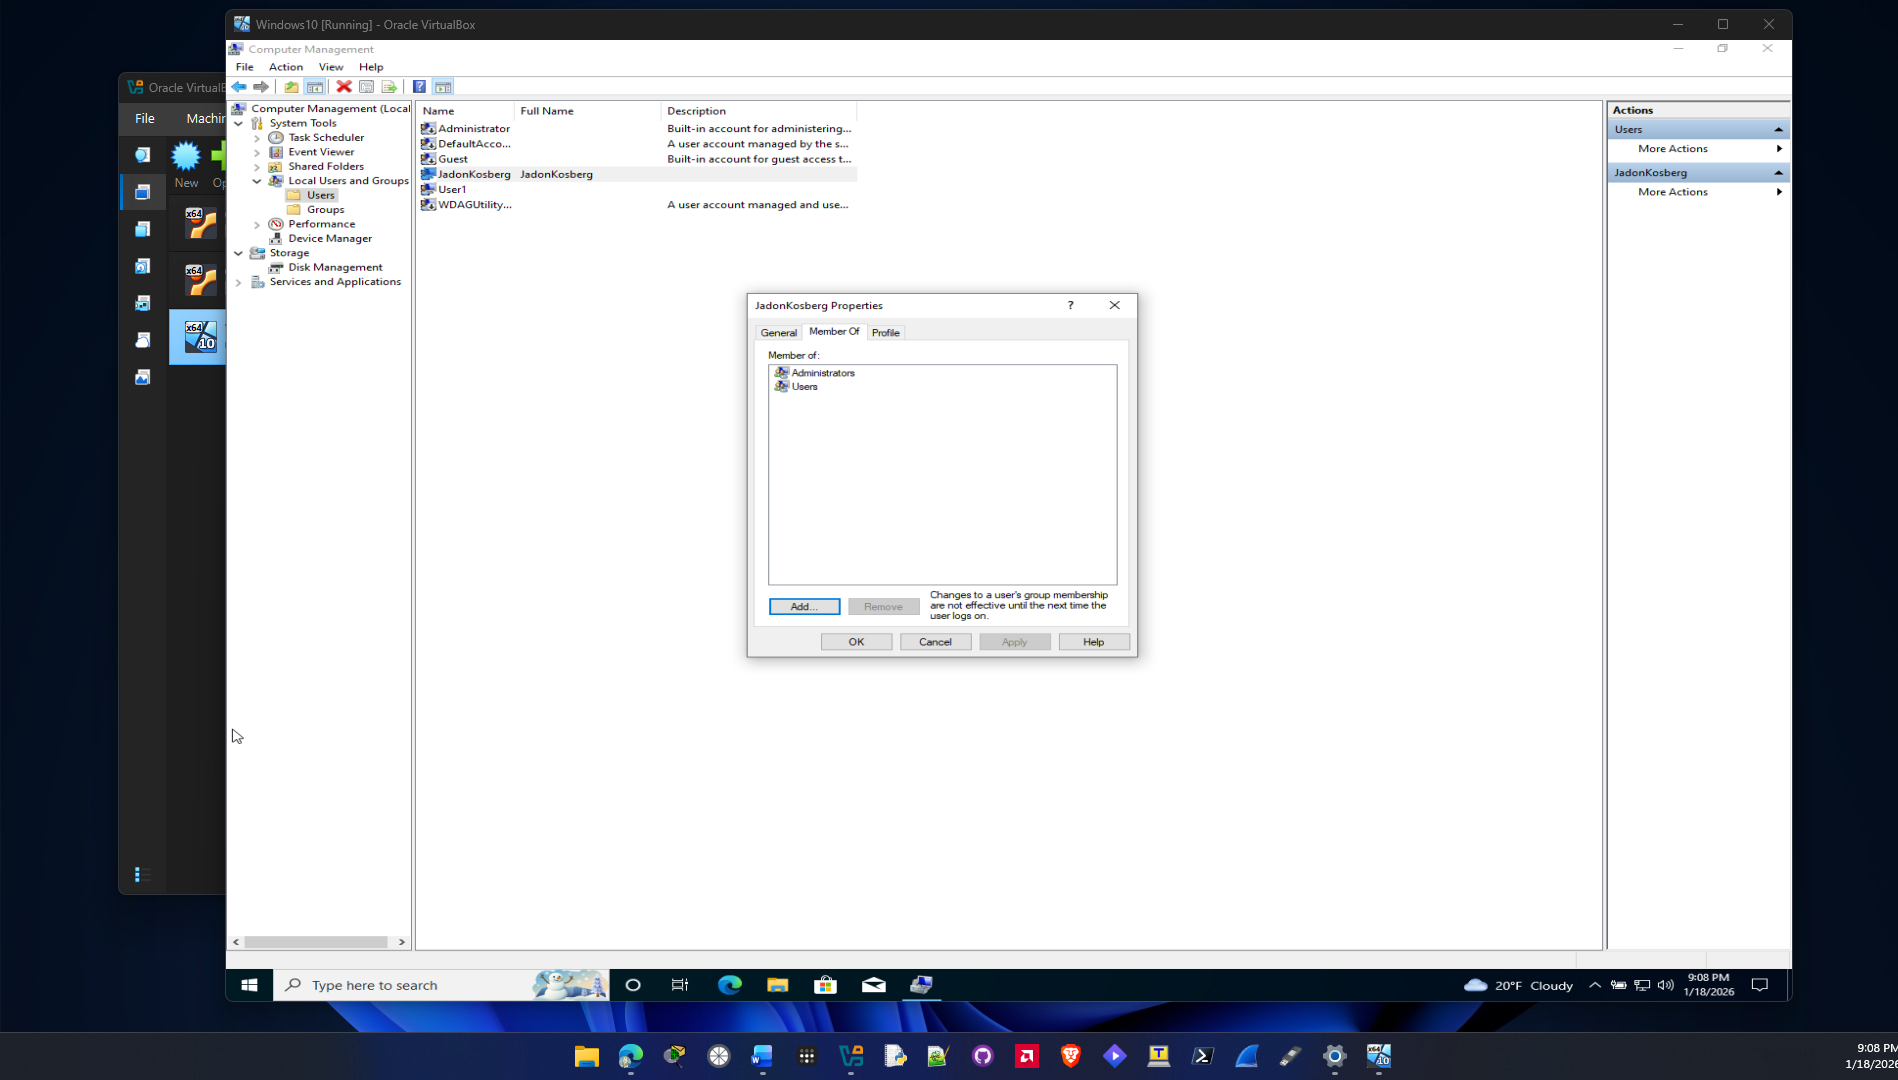 Windows10 [Running] - Oracle VirtualBox
Computer Management
File Action View Help
Oracle VirtualB
File Machin
New Op
x64
x64
x64
10
Computer Management (Local
System Tools
Task Scheduler
Event Viewer
Shared Folders
Local Users and Groups
Users
Groups
Performance
Device Manager
Storage
Disk Management
Services and Applications
Name Full Name Description
Administrator Built-in account for administering...
DefaultAcco... A user account managed by the s...
Guest Built-in account for guest access t...
JadonKosberg JadonKosberg
User1
WDAGUtility... A user account managed and use...
Actions
Users
More Actions
JadonKosberg
More Actions
JadonKosberg Properties ?
General Member Of Profile
Member of:
Administrators
Users
Add... Remove
Changes to a user's group membership
are not effective until the next time the
user logs on.
OK Cancel Apply Help
Type here to search
20°F Cloudy
9:08 PM
1/18/2026
9:08 PM
1/18/2026